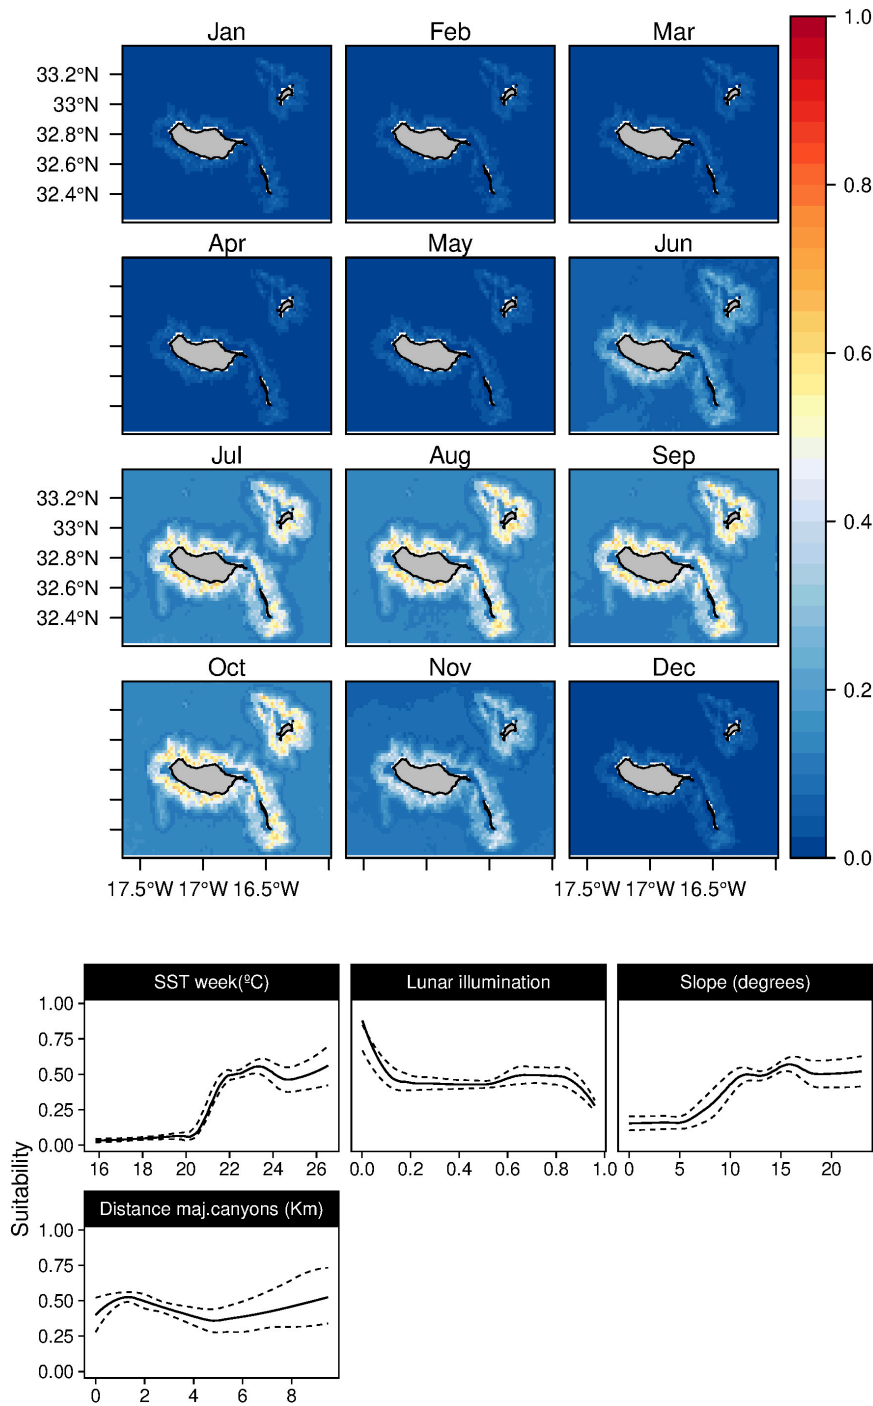 Jan Feb Mar
1.0
33.2°N
33°N
32.8°N
32.6°N
32.4°N
0.8
Apr May Jun
0.6
Jul Aug Sep
33.2°N
33°N
32.8°N
32.6°N
32.4°N
0.4
Oct Nov Dec
0.2
0.0
17.5°W 17°W 16.5°W 17.5°W 17°W 16.5°W
Suitability
SST week(ºC) Lunar illumination Slope (degrees)
1.00
0.75
0.50
0.25
0.00
16 18 20 22 24 26 0.0 0.2 0.4 0.6 0.8 1.0 0 5 10 15 20
Distance maj.canyons (Km)
1.00
0.75
0.50
0.25
0.00
0 2 4 6 8